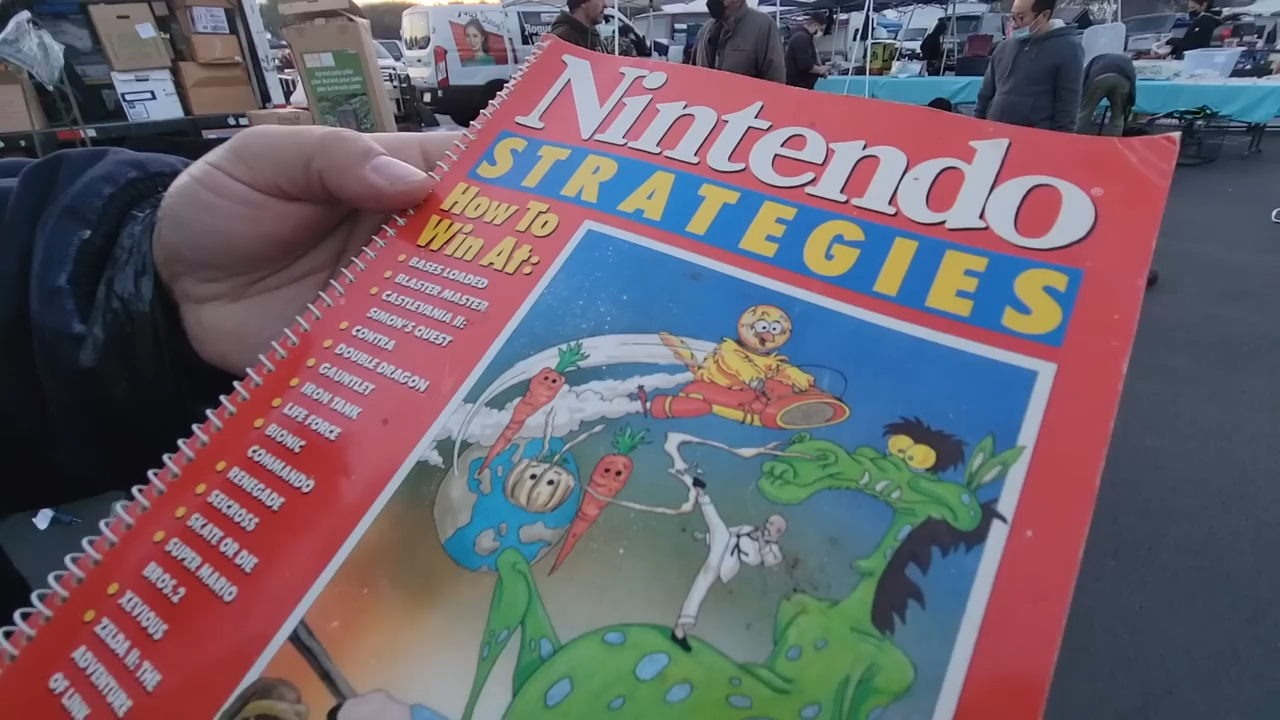 Nintendo®
STRATEGIES
How To
Win At:
• BASES LOADED
• BLASTER MASTER
• CASTLEVANIA II:
SIMON'S QUEST
• CONTRA
• DOUBLE DRAGON
• GAUNTLET
• IRON TANK
• LIFE FORCE
• BIONIC
COMMANDO
• RENEGADE
• SECROSS
• SKATE OR DIE
• SUPER MARIO
BROS. 2
• XEVIOUS
• ZELDA II: THE
ADVENTURE
OF LINK